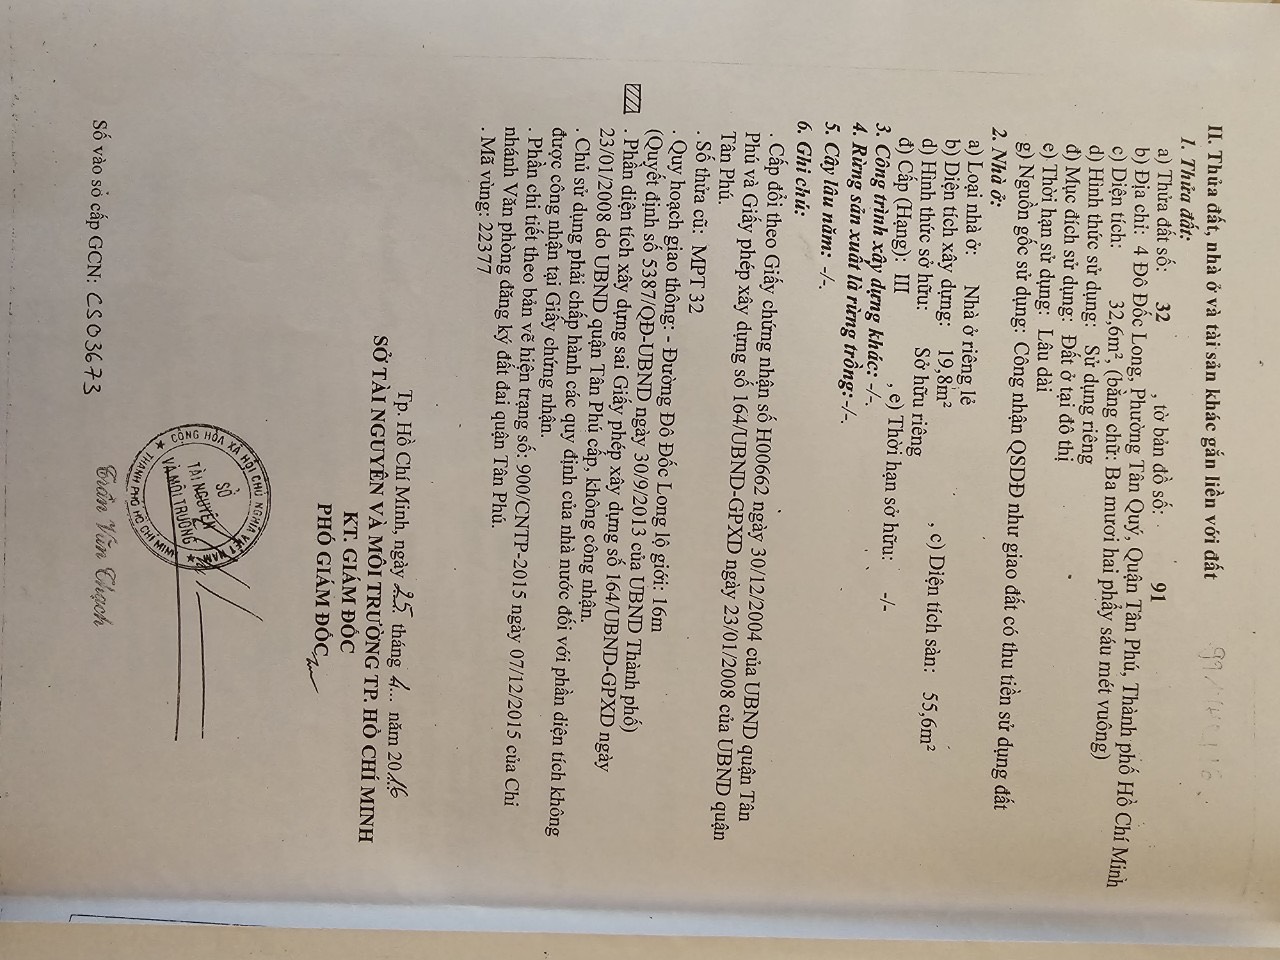 II. Thửa đất, nhà ở và tài sản khác gắn liền với đất
1. Thửa đất:
a) Thửa đất số: 32 , tờ bản đồ số: 91
b) Địa chỉ: 4 Đô Đốc Long, Phường Tân Quý, Quận Tân Phú, Thành phố Hồ Chí Minh
c) Diện tích: 32,6m², (bằng chữ: Ba mươi hai phẩy sáu mét vuông)
d) Hình thức sử dụng: Sử dụng riêng
đ) Mục đích sử dụng: Đất ở tại đô thị
e) Thời hạn sử dụng: Lâu dài
g) Nguồn gốc sử dụng: Công nhận QSDĐ như giao đất có thu tiền sử dụng đất
2. Nhà ở:
a) Loại nhà ở: Nhà ở riêng lẻ
b) Diện tích xây dựng: 19,8m² , c) Diện tích sàn: 55,6m²
d) Hình thức sở hữu: Sở hữu riêng
đ) Cấp (Hạng): III , e) Thời hạn sở hữu: -/-
3. Công trình xây dựng khác: -/-.
4. Rừng sản xuất là rừng trồng: -/-.
5. Cây lâu năm: -/-.
6. Ghi chú:
. Cấp đổi theo Giấy chứng nhận số H00662 ngày 30/12/2004 của UBND quận Tân
Phú và Giấy phép xây dựng số 164/UBND-GPXD ngày 23/01/2008 của UBND quận
Tân Phú.
. Số thửa cũ: MPT 32
. Quy hoạch giao thông: - Đường Đô Đốc Long lộ giới: 16m
(Quyết định số 5387/QĐ-UBND ngày 30/9/2013 của UBND Thành phố)
. Phần diện tích xây dựng sai Giấy phép xây dựng số 164/UBND-GPXD ngày
23/01/2008 do UBND quận Tân Phú cấp, không công nhận.
. Chủ sử dụng phải chấp hành các quy định của nhà nước đối với phần diện tích không
được công nhận tại Giấy chứng nhận.
. Phần chi tiết theo bản vẽ hiện trạng số: 900/CNTP-2015 ngày 07/12/2015 của Chi
nhánh Văn phòng đăng ký đất đai quận Tân Phú.
. Mã vùng: 22377
Tp. Hồ Chí Minh, ngày 25 tháng 4... năm 2016
SỞ TÀI NGUYÊN VÀ MÔI TRƯỜNG TP. HỒ CHÍ MINH
KT. GIÁM ĐỐC
PHÓ GIÁM ĐỐC
CỘNG HÒA XÃ HỘI CHỦ NGHĨA VIỆT NAM
SỞ
TÀI NGUYÊN
VÀ MÔI TRƯỜNG
THÀNH PHỐ HỒ CHÍ MINH
Trần Văn Thạch
Số vào sổ cấp GCN: CS03673